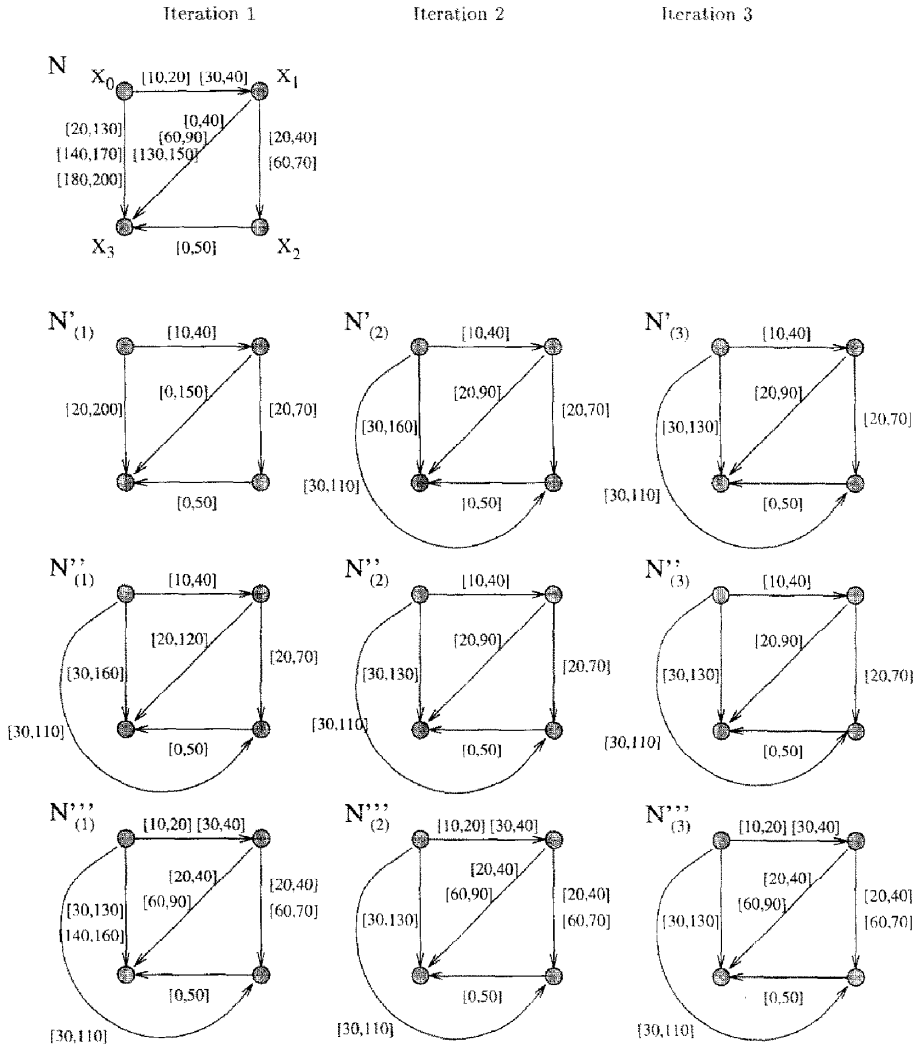 Iteration 1 Iteration 2 Iteration 3
N
X0 [10,20] [30,40] X1
[0,40]
[20,130] [60,90] [20,40]
[140,170] [130,150] [60,70]
[180,200]
X3 [0,50] X2
N'(1) N'(2) N'(3)
[10,40] [10,40] [10,40]
[0,150] [20,90] [20,90]
[20,200] [20,70] [30,160] [20,70] [30,130] [20,70]
[30,110] [30,110]
[0,50] [0,50] [0,50]
N''(1) N''(2) N''(3)
[10,40] [10,40] [10,40]
[20,120] [20,90] [20,90]
[30,160] [20,70] [30,130] [20,70] [30,130] [20,70]
[30,110] [30,110] [30,110]
[0,50] [0,50] [0,50]
N'''(1) N'''(2) N'''(3)
[10,20] [30,40] [10,20] [30,40] [10,20] [30,40]
[20,40] [20,40] [20,40]
[60,90] [20,40] [60,90] [20,40] [60,90] [20,40]
[30,130] [60,70] [30,130] [60,70] [30,130] [60,70]
[140,160]
[0,50] [0,50] [0,50]
[30,110] [30,110] [30,110]